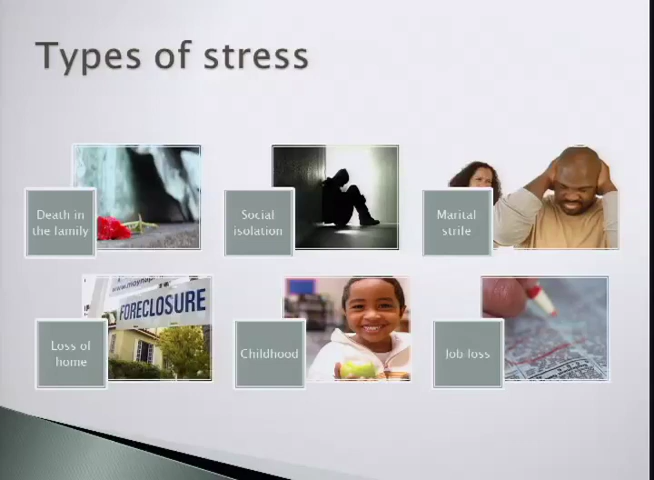 Types of stress
Death in
the family
Social
isolation
Marital
strife
FORECLOSURE
Loss of
home
Childhood
Job loss